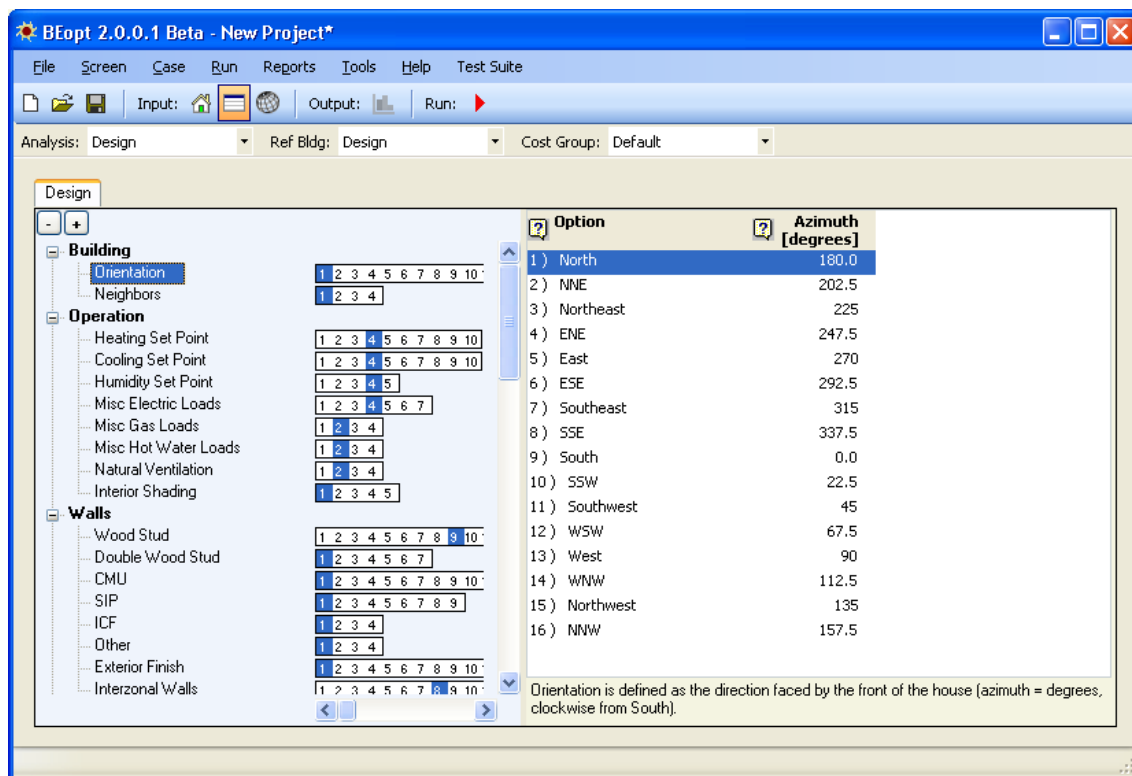 BEopt 2.0.0.1 Beta - New Project*
File Screen Case Run Reports Tools Help Test Suite
Input: Output: Run:
Analysis: Design Ref Bldg: Design Cost Group: Default
Design
- +
Building
Orientation 1 2 3 4 5 6 7 8 9 10
Neighbors 1 2 3 4
Operation
Heating Set Point 1 2 3 4 5 6 7 8 9 10
Cooling Set Point 1 2 3 4 5 6 7 8 9 10
Humidity Set Point 1 2 3 4 5
Misc Electric Loads 1 2 3 4 5 6 7
Misc Gas Loads 1 2 3 4
Misc Hot Water Loads 1 2 3 4
Natural Ventilation 1 2 3 4
Interior Shading 1 2 3 4 5
Walls
Wood Stud 1 2 3 4 5 6 7 8 9 10
Double Wood Stud 1 2 3 4 5 6 7
CMU 1 2 3 4 5 6 7 8 9 10
SIP 1 2 3 4 5 6 7 8 9
ICF 1 2 3 4
Other 1 2 3 4
Exterior Finish 1 2 3 4 5 6 7 8 9 10
Interzonal Walls 1 2 3 4 5 6 7 8 9 10
? Option ? Azimuth
[degrees]
1 ) North 180.0
2 ) NNE 202.5
3 ) Northeast 225
4 ) ENE 247.5
5 ) East 270
6 ) ESE 292.5
7 ) Southeast 315
8 ) SSE 337.5
9 ) South 0.0
10 ) SSW 22.5
11 ) Southwest 45
12 ) WSW 67.5
13 ) West 90
14 ) WNW 112.5
15 ) Northwest 135
16 ) NNW 157.5
Orientation is defined as the direction faced by the front of the house (azimuth = degrees,
clockwise from South).